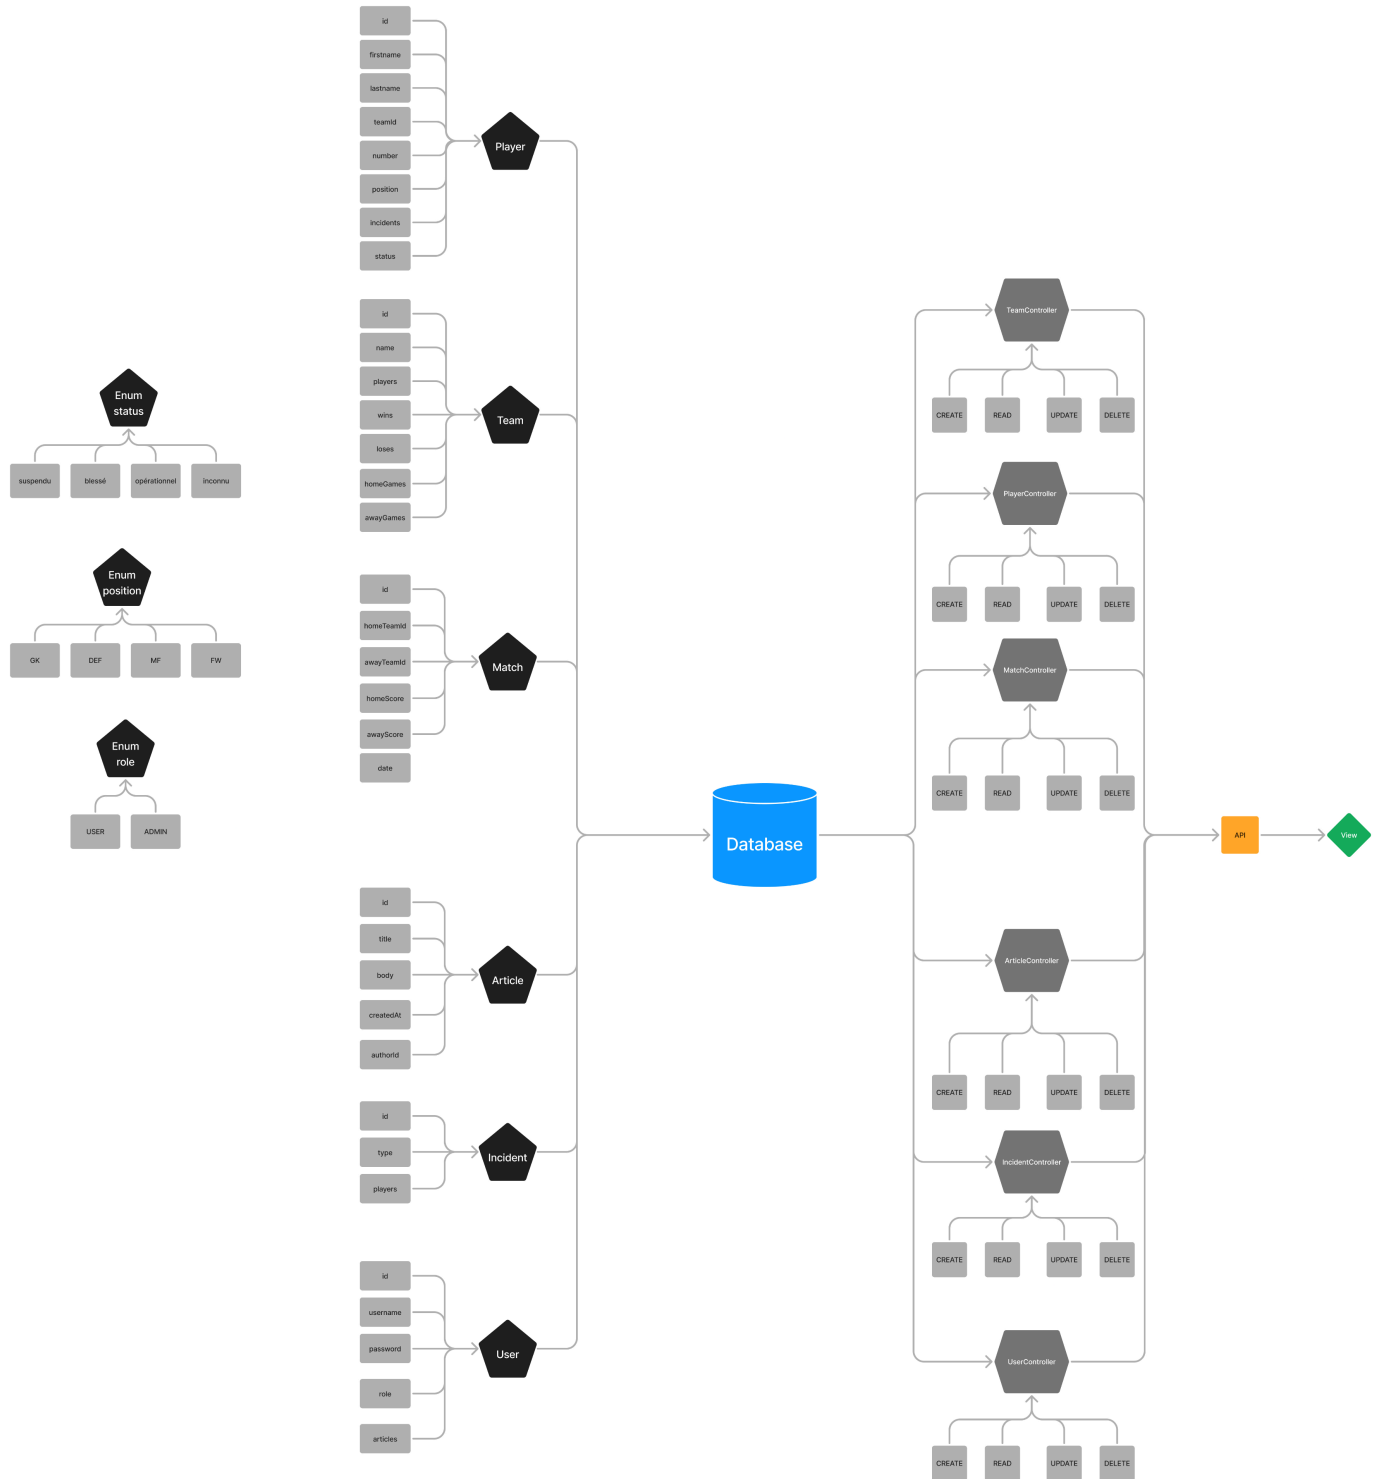 Enum
status
suspendu
blessé
opérationnel
inconnu
Enum
position
GK
DEF
MF
FW
Enum
role
USER
ADMIN
id
firstname
lastname
teamId
number
position
incidents
status
Player
id
name
players
wins
loses
homeGames
awayGames
Team
id
homeTeamId
awayTeamId
homeScore
awayScore
date
Match
id
title
body
createdAt
authorId
Article
id
type
players
Incident
id
username
password
role
articles
User
Database
TeamController
CREATE
READ
UPDATE
DELETE
PlayerController
CREATE
READ
UPDATE
DELETE
MatchController
CREATE
READ
UPDATE
DELETE
ArticleController
CREATE
READ
UPDATE
DELETE
IncidentController
CREATE
READ
UPDATE
DELETE
UserController
CREATE
READ
UPDATE
DELETE
API
View